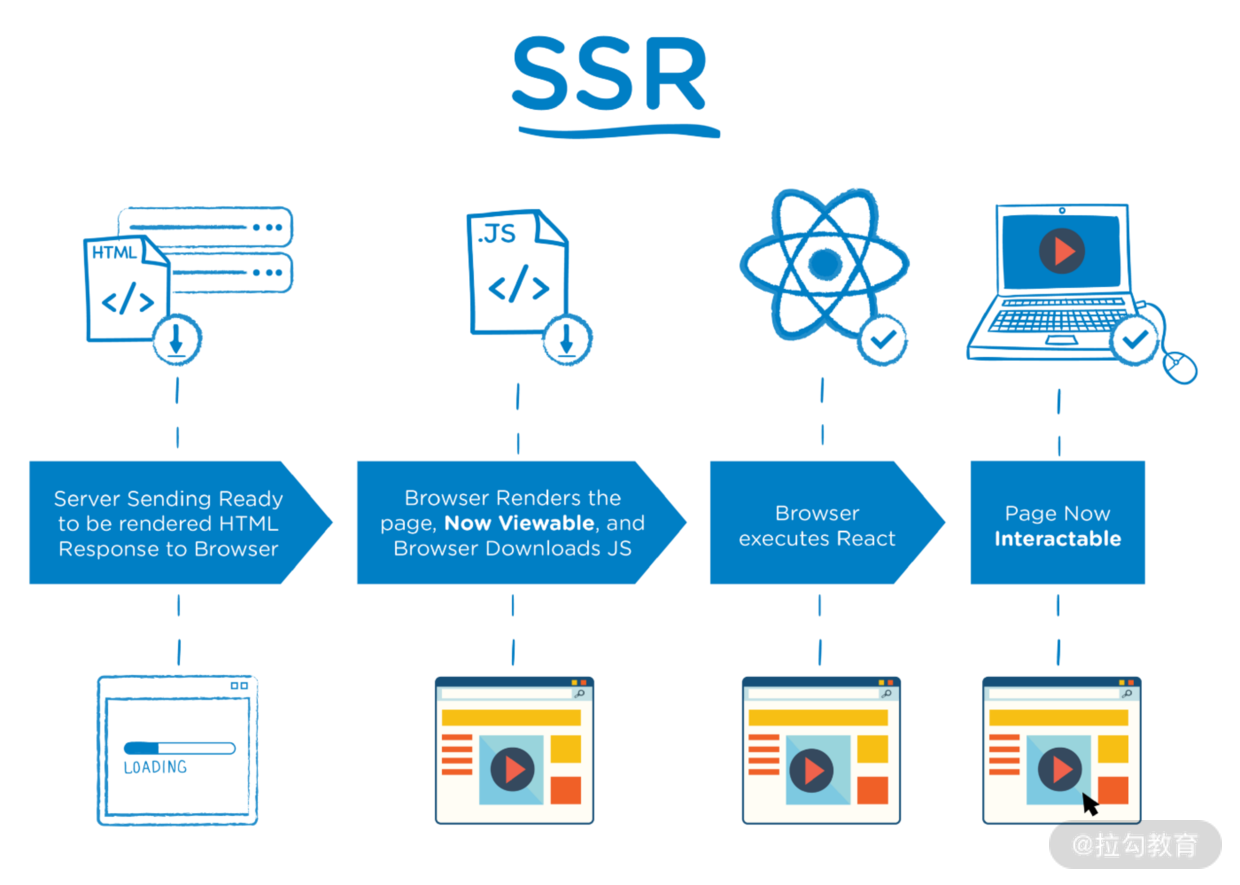 SSR
HTML
</>
.JS
</>
Server Sending Ready
to be rendered HTML
Response to Browser
Browser Renders the
page, Now Viewable, and
Browser Downloads JS
Browser
executes React
Page Now
Interactable
LOADING
@拉勾教育